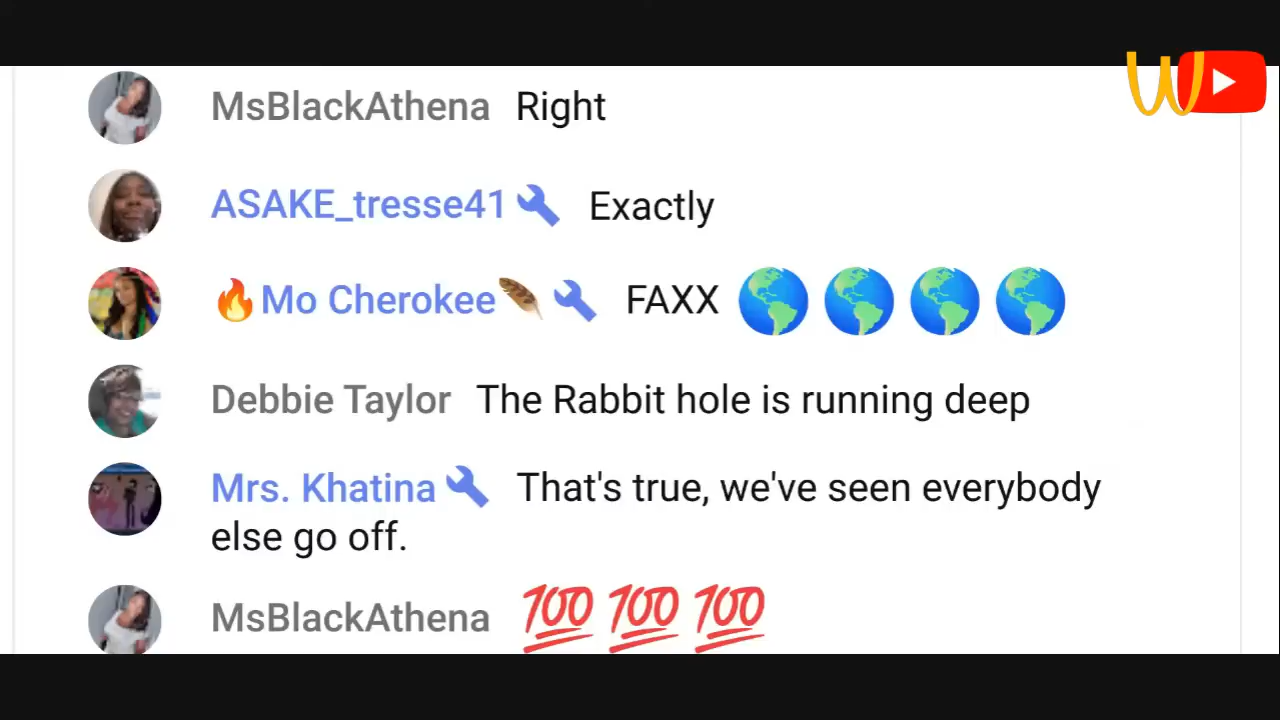 MsBlackAthena Right
ASAKE_tresse41🔧 Exactly
🔥Mo Cherokee🪶🔧 FAXX 🌎🌎🌎🌎
Debbie Taylor The Rabbit hole is running deep
Mrs. Khatina🔧 That's true, we've seen everybody
else go off.
MsBlackAthena 💯💯💯